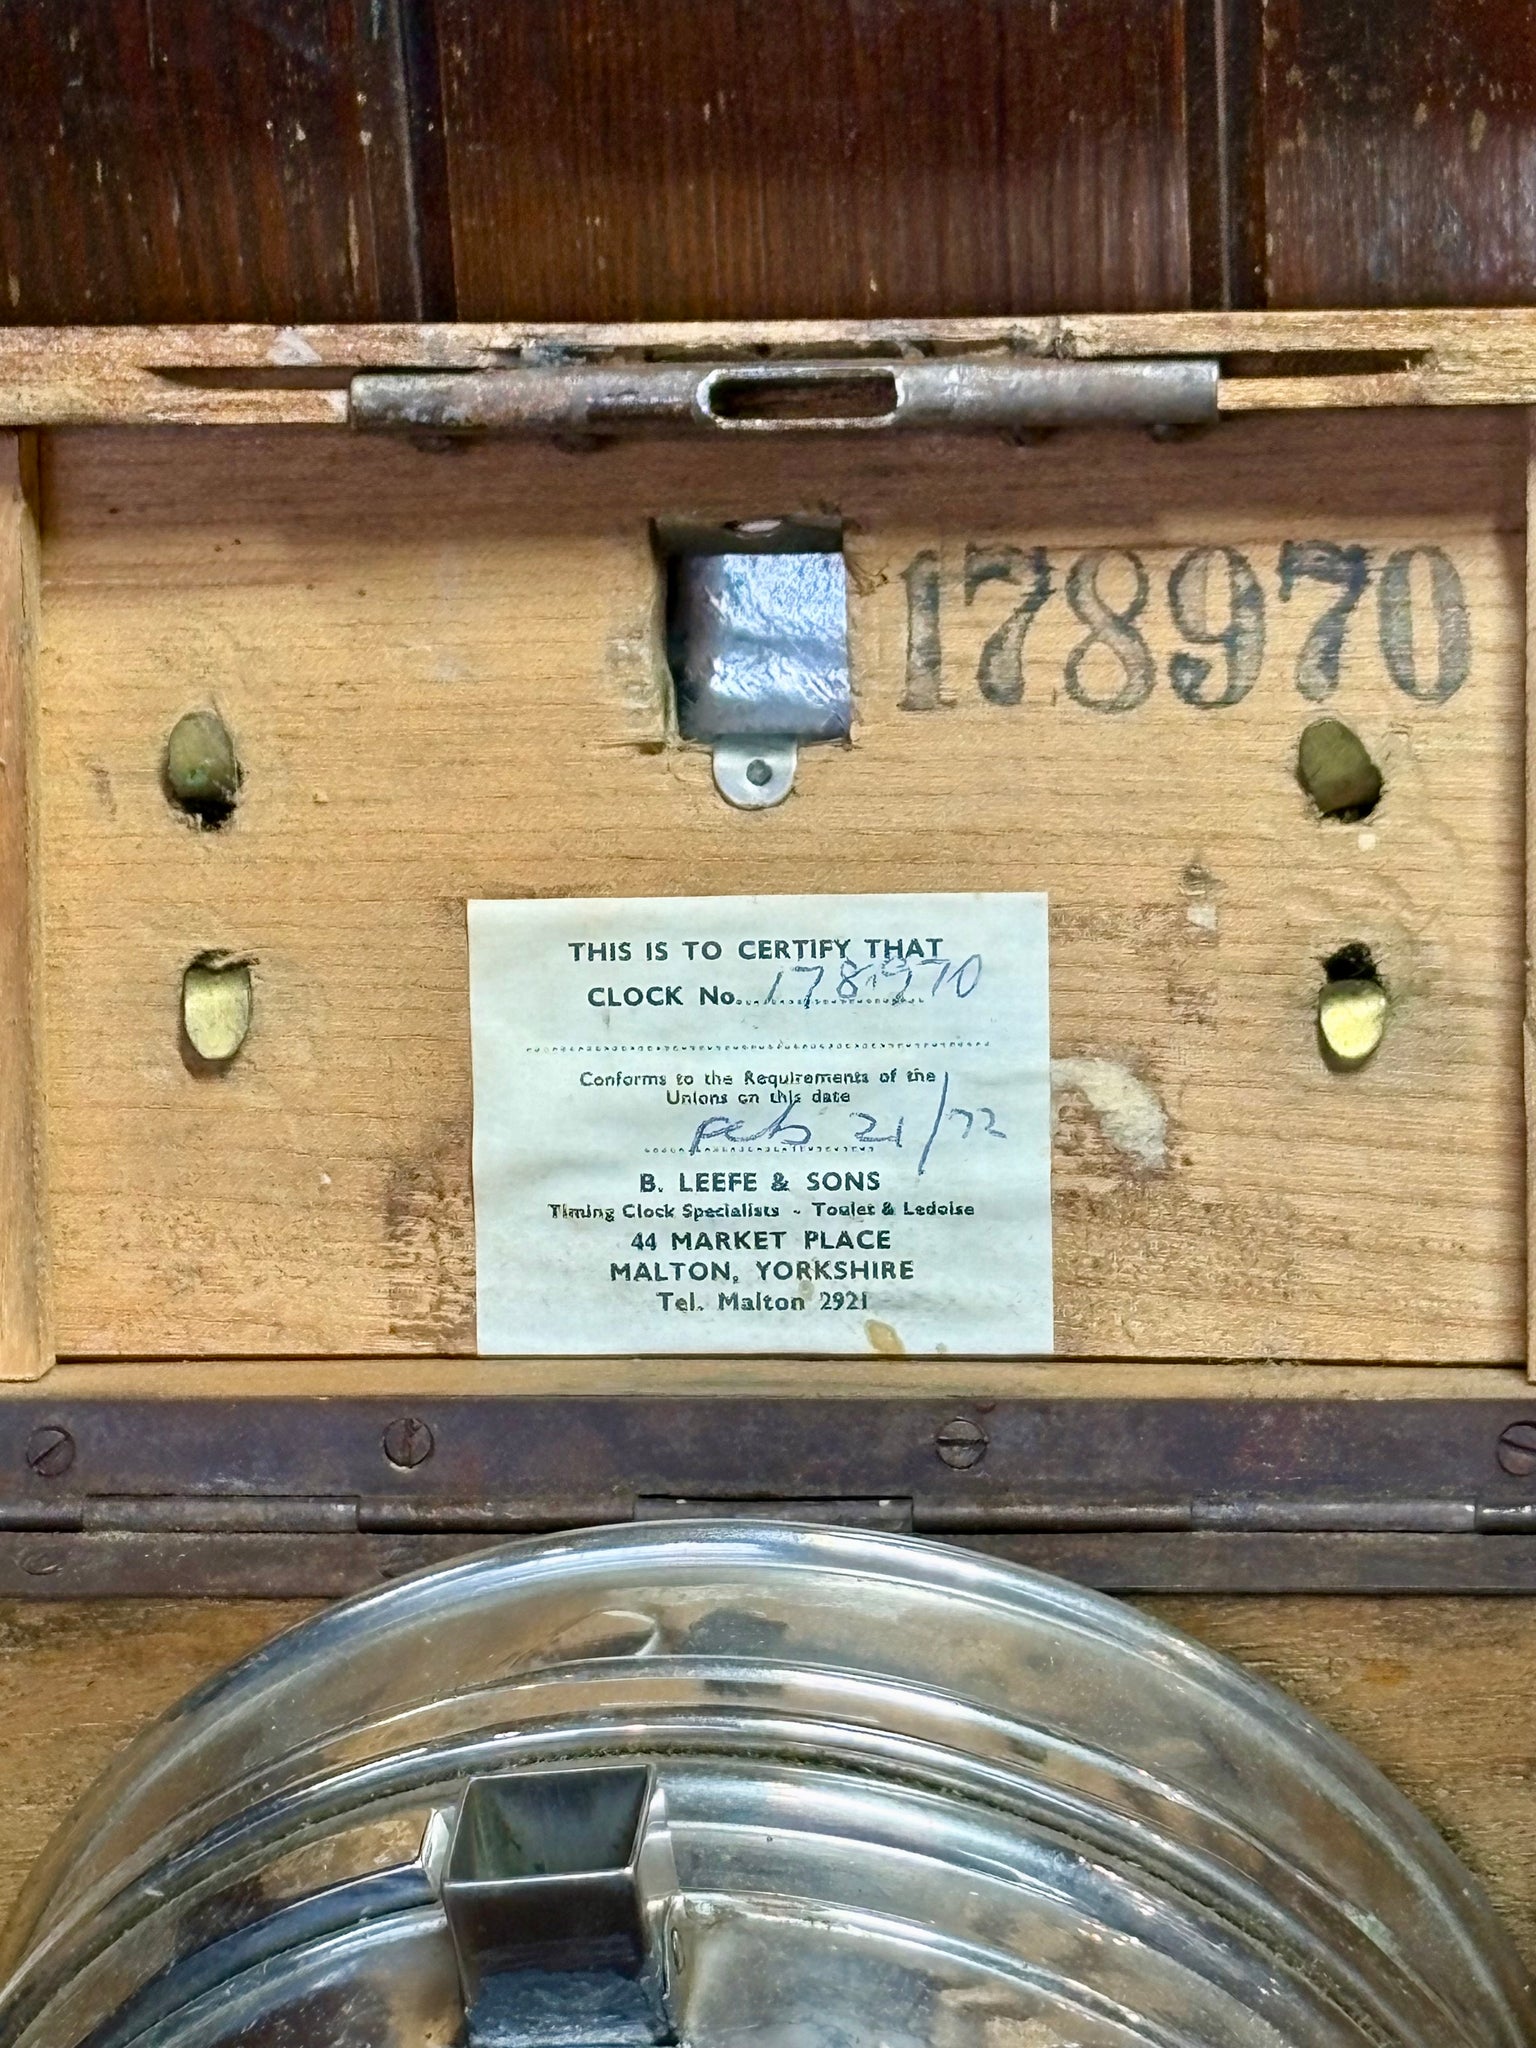 178970
THIS IS TO CERTIFY THAT
CLOCK No. 178970
Conforms to the Requirements of the
Unions on this date
Feb 21/72
B. LEEFE & SONS
Timing Clock Specialists - Toulet & Ledoise
44 MARKET PLACE
MALTON, YORKSHIRE
Tel. Malton 2921